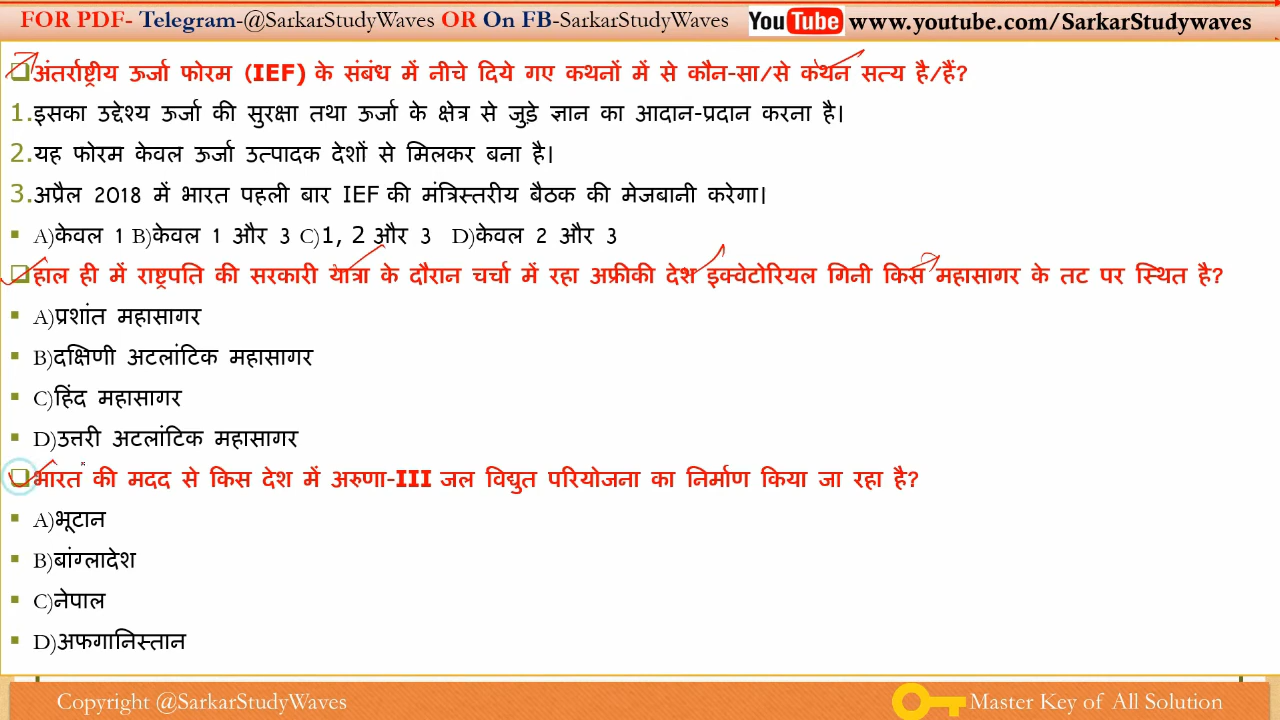 FOR PDF- Telegram-@SarkarStudyWaves OR On FB-SarkarStudyWaves YouTube www.youtube.com/SarkarStudywaves
अंतर्राष्ट्रीय ऊर्जा फोरम (IEF) के संबंध में नीचे दिये गए कथनों में से कौन-सा/से कथन सत्य है/हैं?
1.इसका उद्देश्य ऊर्जा की सुरक्षा तथा ऊर्जा के क्षेत्र से जुड़े ज्ञान का आदान-प्रदान करना है।
2.यह फोरम केवल ऊर्जा उत्पादक देशों से मिलकर बना है।
3.अप्रैल 2018 में भारत पहली बार IEF की मंत्रिस्तरीय बैठक की मेजबानी करेगा।
A)केवल 1 B)केवल 1 और 3 C)1, 2 और 3 D)केवल 2 और 3
हाल ही में राष्ट्रपति की सरकारी यात्रा के दौरान चर्चा में रहा अफ्रीकी देश इक्वेटोरियल गिनी किस महासागर के तट पर स्थित है?
A)प्रशांत महासागर
B)दक्षिणी अटलांटिक महासागर
C)हिंद महासागर
D)उत्तरी अटलांटिक महासागर
भारत की मदद से किस देश में अरुणा-III जल विद्युत परियोजना का निर्माण किया जा रहा है?
A)भूटान
B)बांग्लादेश
C)नेपाल
D)अफगानिस्तान
Copyright @SarkarStudyWaves Master Key of All Solution